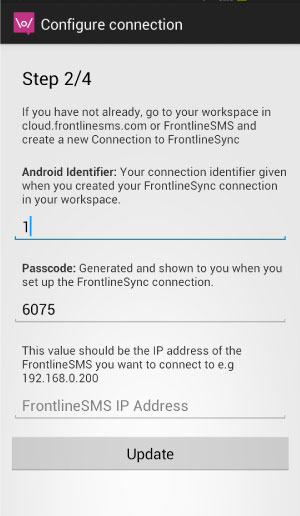 Configure connection
Step 2/4
If you have not already, go to your workspace in
cloud.frontlinesms.com or FrontlineSMS and
create a new Connection to FrontlineSync
Android Identifier: Your connection identifier given
when you created your FrontlineSync connection
in your workspace.
1
Passcode: Generated and shown to you when you
set up the FrontlineSync connection.
6075
This value should be the IP address of the
FrontlineSMS you want to connect to e.g
192.168.0.200
FrontlineSMS IP Address
Update